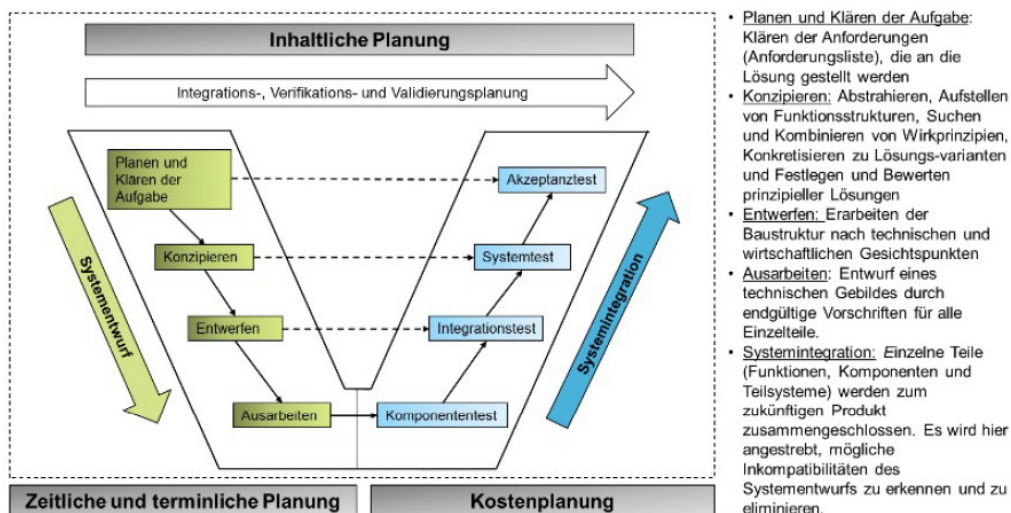 Inhaltliche Planung
Integrations-, Verifikations- und Validierungsplanung
Planen und
Klären der
Aufgabe
Akzeptanztest
Konzipieren
Systemtest
Entwerfen
Integrationstest
Ausarbeiten
Komponententest
Systementwurf
Systemintegration
Zeitliche und terminliche Planung
Kostenplanung
• Planen und Klären der Aufgabe:
Klären der Anforderungen
(Anforderungsliste), die an die
Lösung gestellt werden
• Konzipieren: Abstrahieren, Aufstellen
von Funktionsstrukturen, Suchen
und Kombinieren von Wirkprinzipien,
Konkretisieren zu Lösungs-varianten
und Festlegen und Bewerten
prinzipieller Lösungen
• Entwerfen: Erarbeiten der
Baustruktur nach technischen und
wirtschaftlichen Gesichtspunkten
• Ausarbeiten: Entwurf eines
technischen Gebildes durch
endgültige Vorschriften für alle
Einzelteile.
• Systemintegration: Einzelne Teile
(Funktionen, Komponenten und
Teilsysteme) werden zum
zukünftigen Produkt
zusammengeschlossen. Es wird hier
angestrebt, mögliche
Inkompatibilitäten des
Systementwurfs zu erkennen und zu
eliminieren.